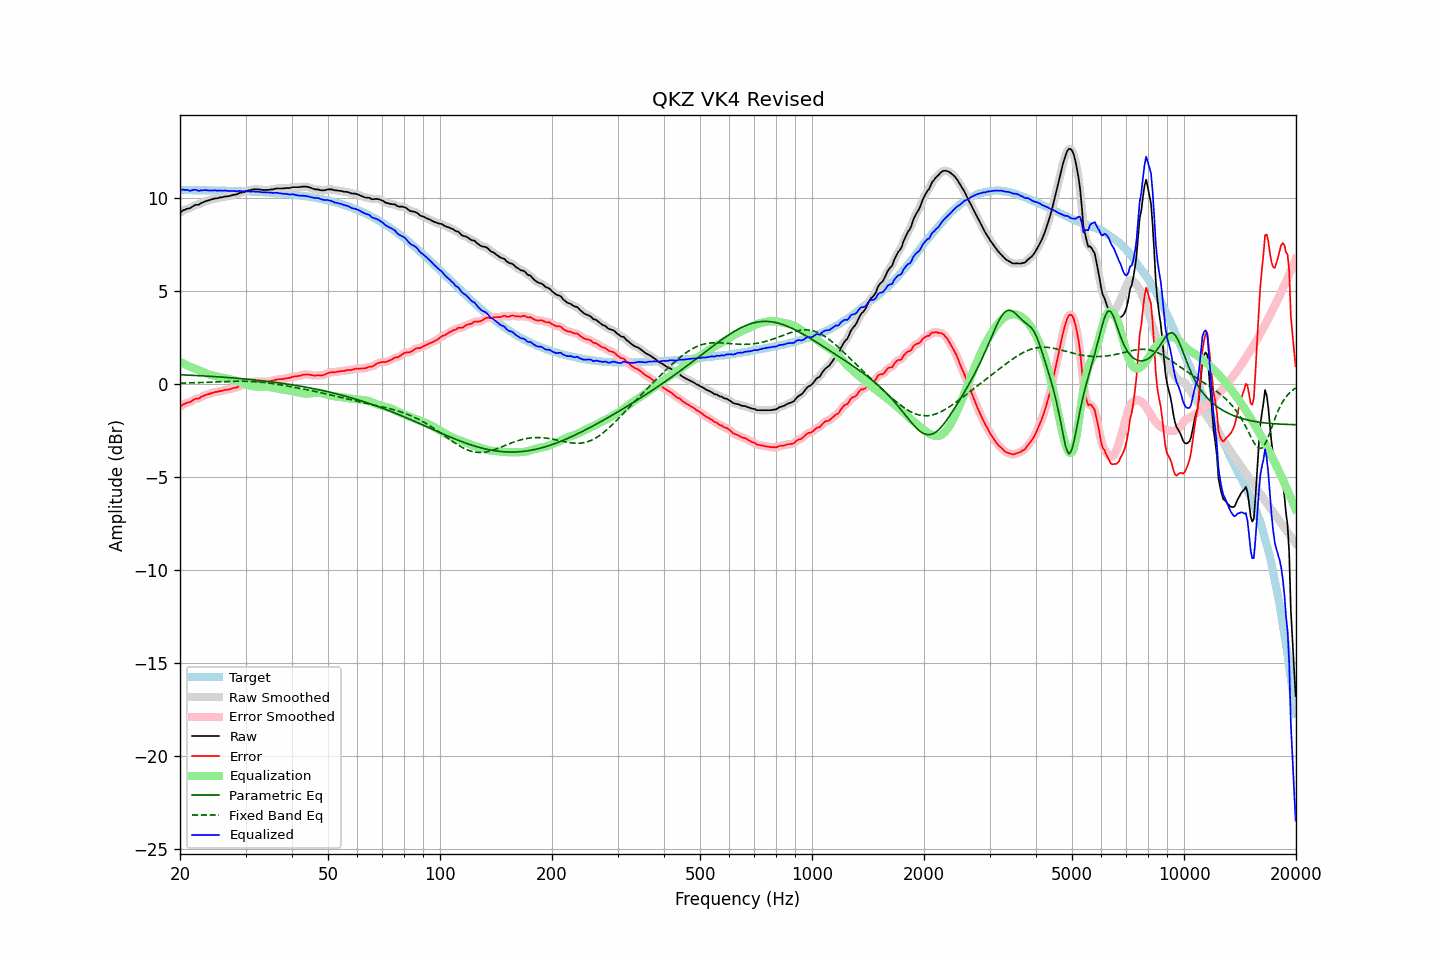 QKZ VK4 Revised
Amplitude (dBr)
10
5
0
−5
−10
−15
−20
−25
Target
Raw Smoothed
Error Smoothed
Raw
Error
Equalization
Parametric Eq
Fixed Band Eq
Equalized
20 50 100 200 500 1000 2000 5000 10000 20000
Frequency (Hz)